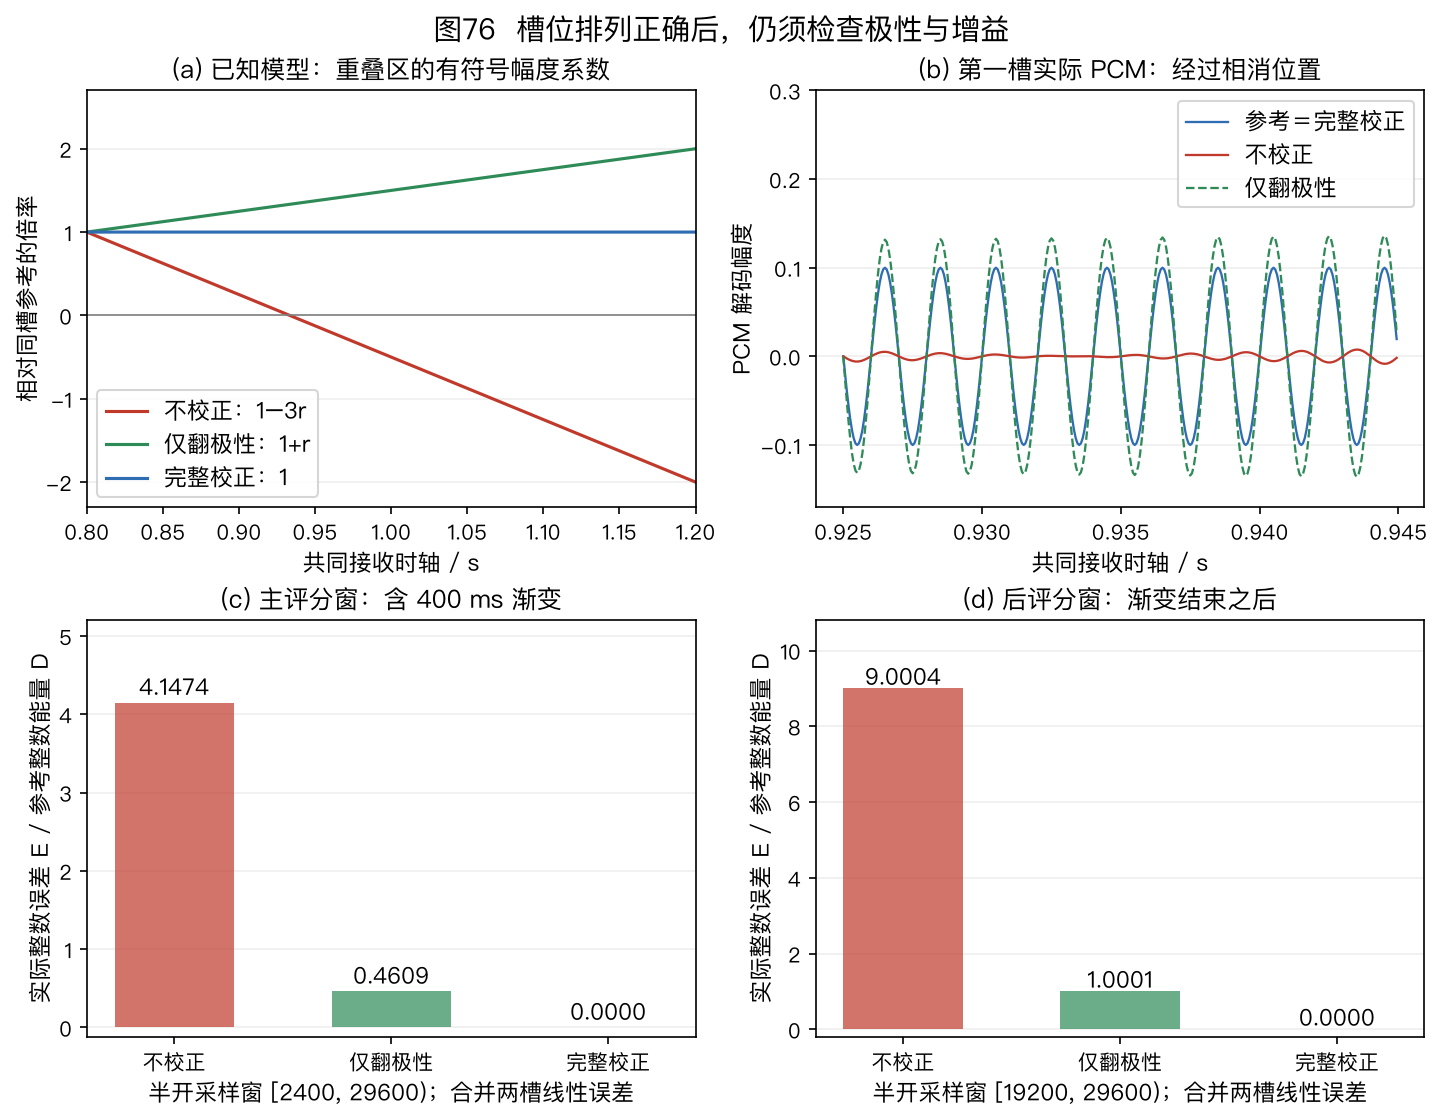 图76 槽位排列正确后，仍须检查极性与增益
(a) 已知模型：重叠区的有符号幅度系数
相对同槽参考的倍率
2
1
0
−1
−2
不校正：1−3r
仅翻极性：1+r
完整校正：1
0.80 0.85 0.90 0.95 1.00 1.05 1.10 1.15 1.20
共同接收时轴 / s
(b) 第一槽实际 PCM：经过相消位置
PCM 解码幅度
0.3
0.2
0.1
0.0
−0.1
参考＝完整校正
不校正
仅翻极性
0.925 0.930 0.935 0.940 0.945
共同接收时轴 / s
(c) 主评分窗：含 400 ms 渐变
实际整数误差 E / 参考整数能量 D
5
4
3
2
1
0
4.1474
0.4609
0.0000
不校正 仅翻极性 完整校正
半开采样窗 [2400, 29600)；合并两槽线性误差
(d) 后评分窗：渐变结束之后
实际整数误差 E / 参考整数能量 D
10
8
6
4
2
0
9.0004
1.0001
0.0000
不校正 仅翻极性 完整校正
半开采样窗 [19200, 29600)；合并两槽线性误差